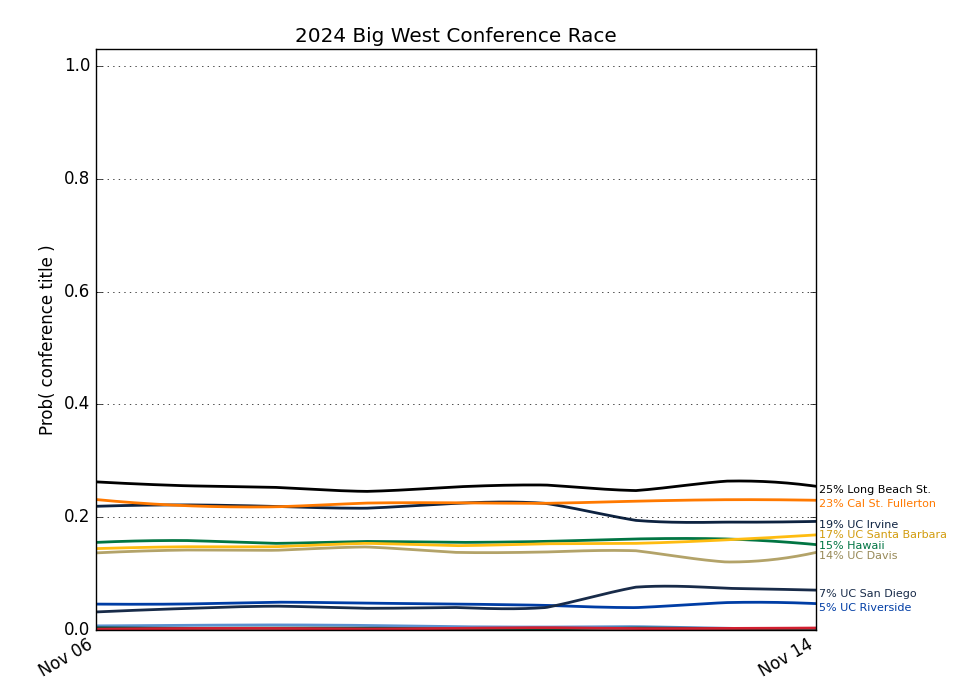 2024 Big West Conference Race
Prob( conference title )
1.0
0.8
0.6
0.4
0.2
0.0
Nov 06
Nov 14
25% Long Beach St.
23% Cal St. Fullerton
19% UC Irvine
17% UC Santa Barbara
15% Hawaii
14% UC Davis
7% UC San Diego
5% UC Riverside